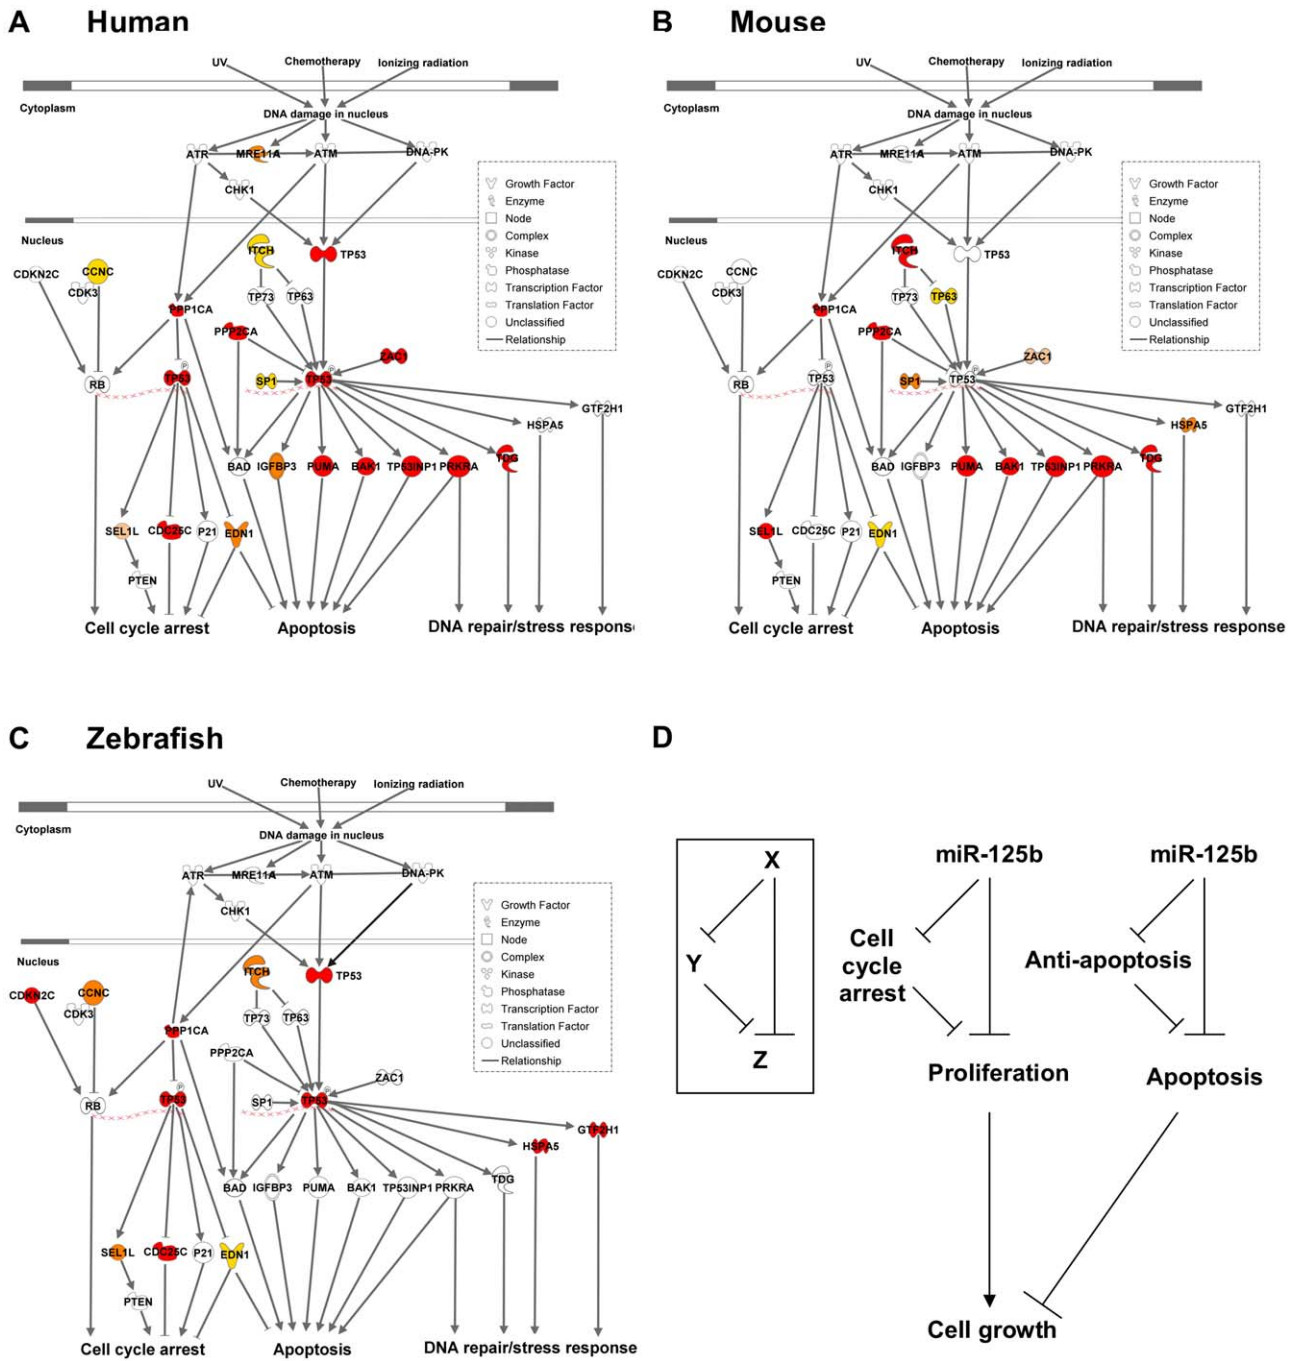 A Human
UV Chemotherapy Ionizing radiation
Cytoplasm
DNA damage in nucleus
ATR MRE11A ATM DNA-PK
CHK1
Growth Factor
Enzyme
Node
Complex
Kinase
Phosphatase
Transcription Factor
Translation Factor
Unclassified
Relationship
Nucleus
ITCH TP53
CDKN2C CCNC
CDK3 TP73 TP63
PPP1CA
PPP2CA
ZAC1
P P
RB TP53 SP1 TP53
GTF2H1
HSPA5
BAD IGFBP3 PUMA BAK1 TP53INP1 PRKRA TDG
SEL1L CDC25C P21 EDN1
PTEN
Cell cycle arrest Apoptosis DNA repair/stress respons
B Mouse
UV Chemotherapy Ionizing radiation
Cytoplasm
DNA damage in nucleus
ATR MRE11A ATM DNA-PK
CHK1
Growth Factor
Enzyme
Node
Complex
Kinase
Phosphatase
Transcription Factor
Translation Factor
Unclassified
Relationship
Nucleus
ITCH TP53
CDKN2C CCNC
CDK3 TP73 TP63
PPP1CA
PPP2CA
ZAC1
P P
RB TP53 SP1 TP53
GTF2H1
HSPA5
BAD IGFBP3 PUMA BAK1 TP53INP1 PRKRA TDG
SEL1L CDC25C P21 EDN1
PTEN
Cell cycle arrest Apoptosis DNA repair/stress response
C Zebrafish
UV Chemotherapy Ionizing radiation
Cytoplasm
DNA damage in nucleus
ATR MRE11A ATM DNA-PK
CHK1
Growth Factor
Enzyme
Node
Complex
Kinase
Phosphatase
Transcription Factor
Translation Factor
Unclassified
Relationship
Nucleus
ITCH TP53
CDKN2C CCNC
CDK3 TP73 TP63
PPP1CA
PPP2CA
ZAC1
P P
RB TP53 SP1 TP53
GTF2H1
HSPA5
BAD IGFBP3 PUMA BAK1 TP53INP1 PRKRA TDG
SEL1L CDC25C P21 EDN1
PTEN
Cell cycle arrest Apoptosis DNA repair/stress response
D
X
Y
Z
miR-125b
Cell
cycle
arrest
Proliferation
miR-125b
Anti-apoptosis
Apoptosis
Cell growth